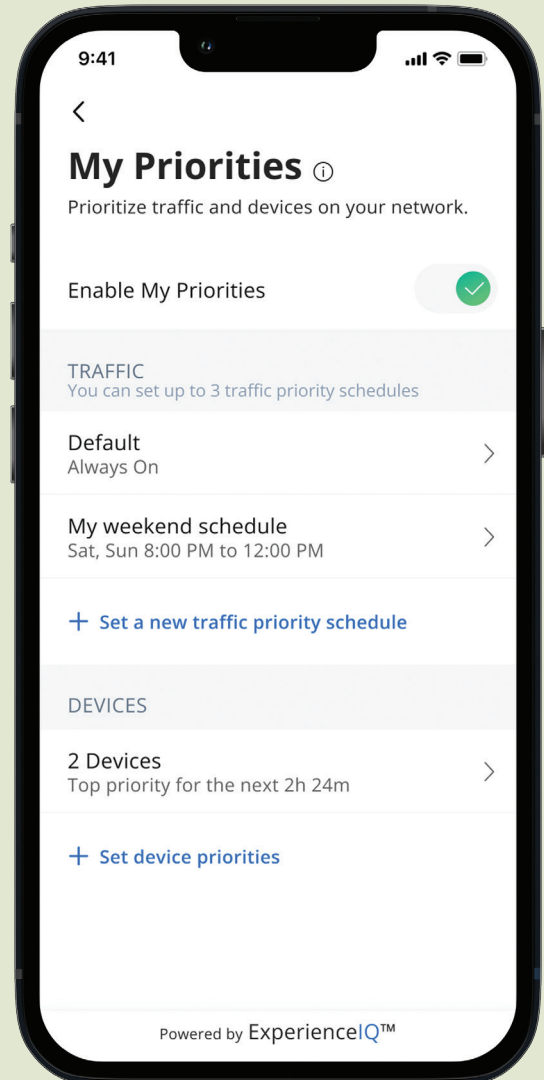 9:41
My Priorities
Prioritize traffic and devices on your network.
Enable My Priorities
TRAFFIC
You can set up to 3 traffic priority schedules
Default
Always On
My weekend schedule
Sat, Sun 8:00 PM to 12:00 PM
+ Set a new traffic priority schedule
DEVICES
2 Devices
Top priority for the next 2h 24m
+ Set device priorities
Powered by ExperienceIQ™